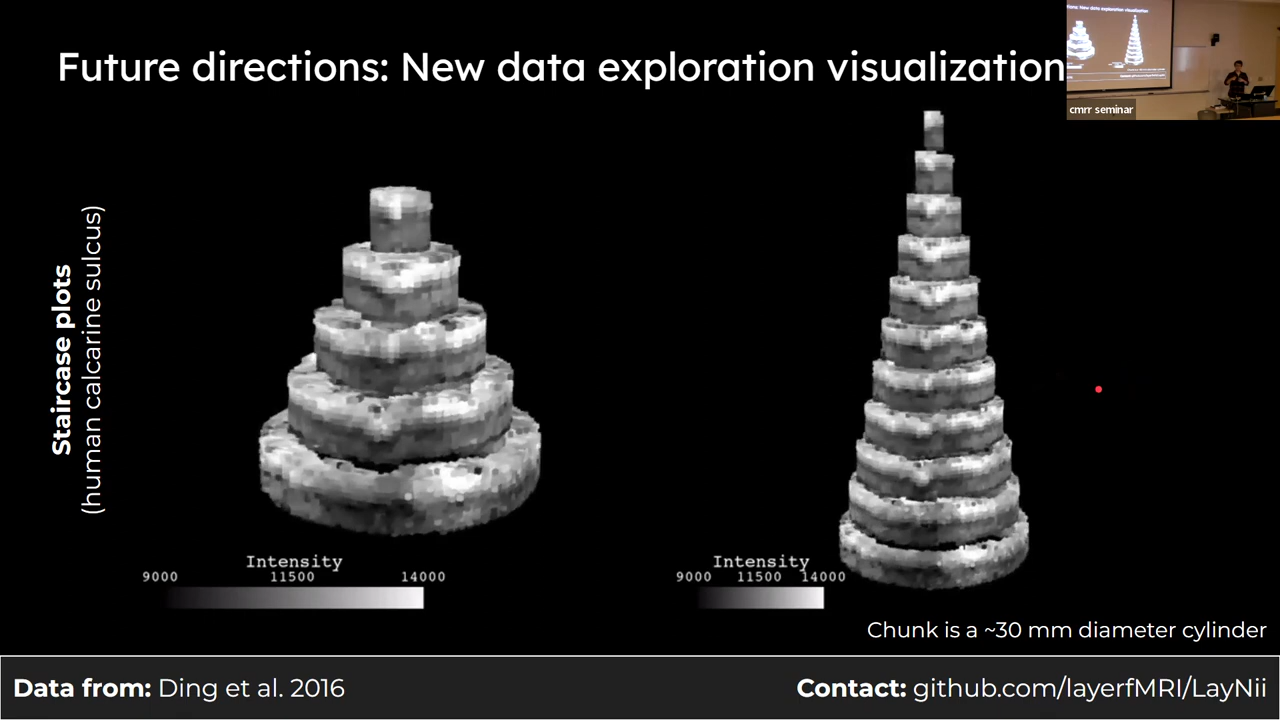 Future directions: New data exploration visualization
cmrr seminar
Staircase plots
(human calcarine sulcus)
Intensity
9000 11500 14000
Intensity
9000 11500 14000
Chunk is a ~30 mm diameter cylinder
Data from: Ding et al. 2016
Contact: github.com/layerfMRI/LayNii